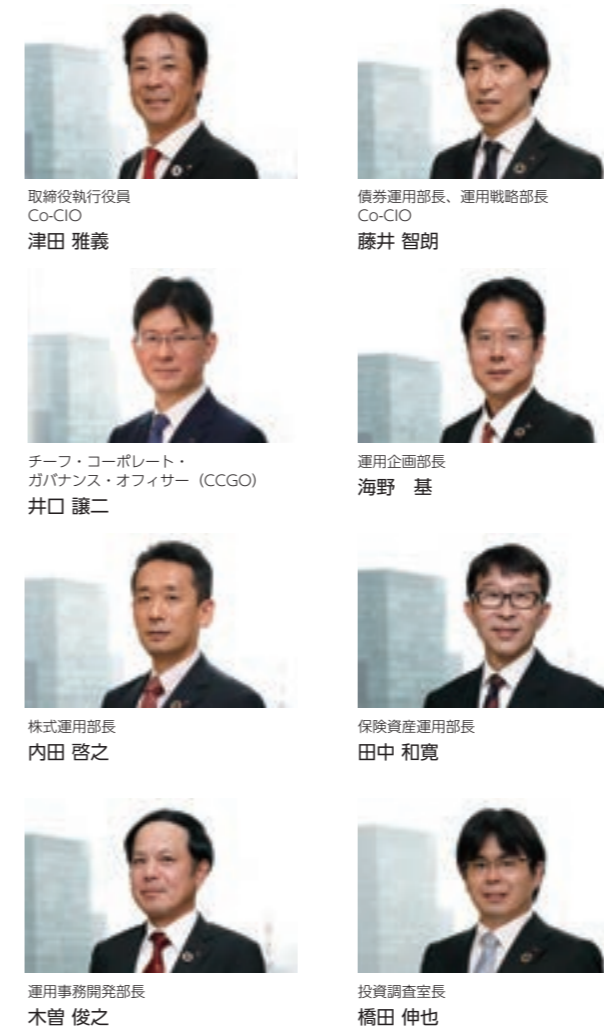 取締役執行役員
Co-CIO
津田 雅義
債券運用部長、運用戦略部長
Co-CIO
藤井 智朗
チーフ・コーポレート・
ガバナンス・オフィサー（CCGO）
井口 譲二
運用企画部長
海野　基
株式運用部長
内田 啓之
保険資産運用部長
田中 和寛
運用事務開発部長
木曽 俊之
投資調査室長
橋田 伸也